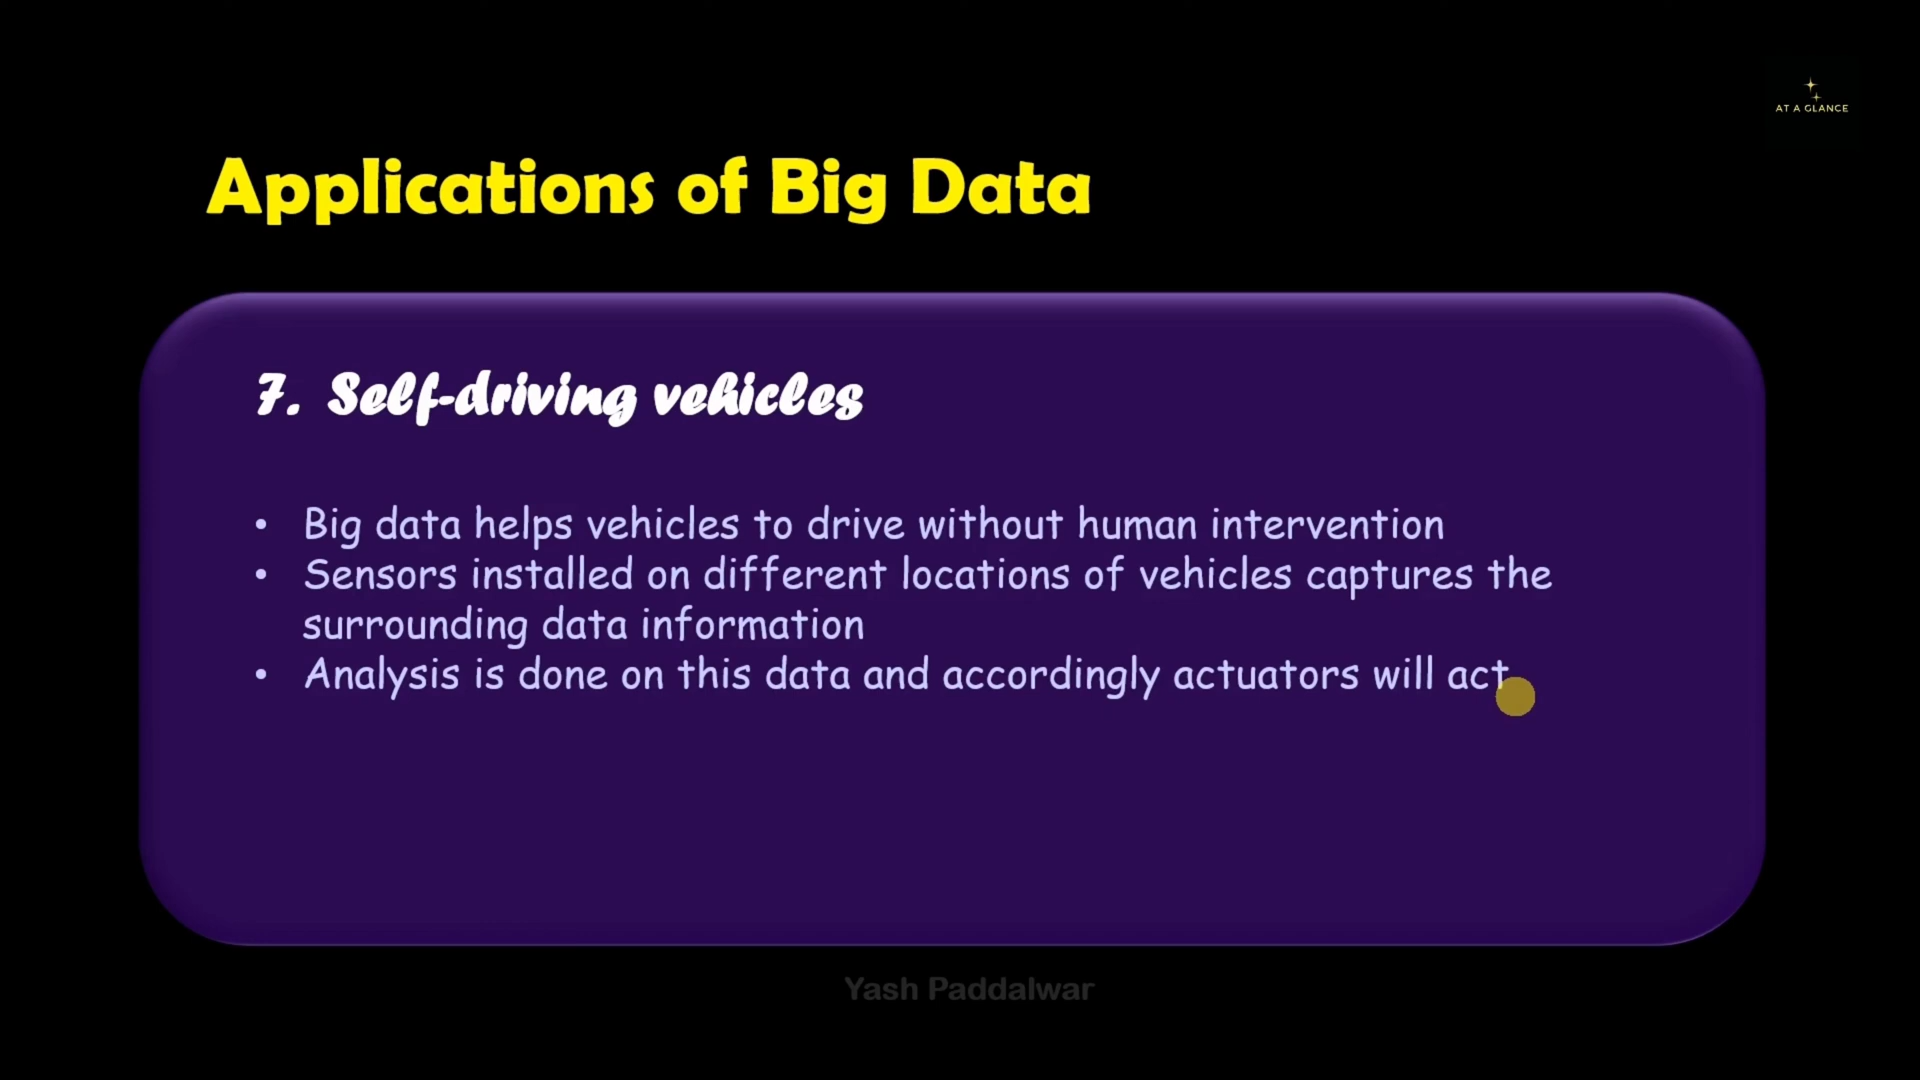 AT A GLANCE
Applications of Big Data
7. Self-driving vehicles
• Big data helps vehicles to drive without human intervention
• Sensors installed on different locations of vehicles captures the
surrounding data information
• Analysis is done on this data and accordingly actuators will act
Yash Paddalwar